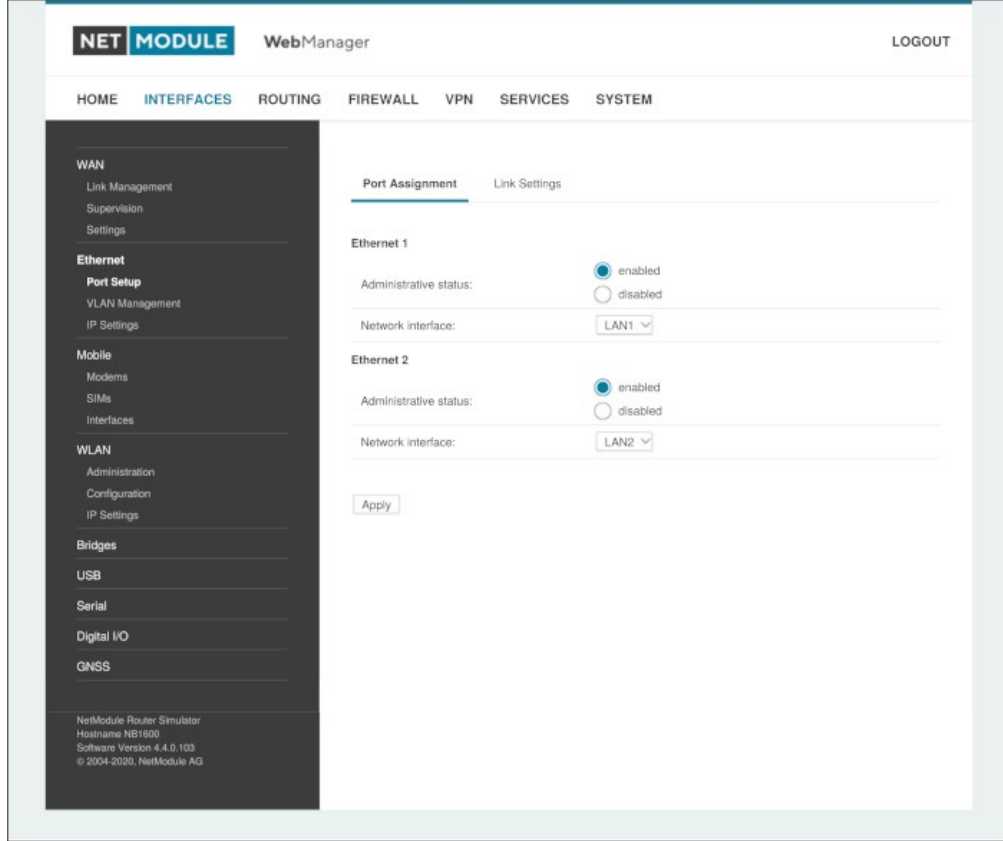 NET MODULE WebManager LOGOUT
HOME INTERFACES ROUTING FIREWALL VPN SERVICES SYSTEM
WAN
Link Management
Supervision
Settings
Ethernet
Port Setup
VLAN Management
IP Settings
Mobile
Modems
SIMs
Interfaces
WLAN
Administration
Configuration
IP Settings
Bridges
USB
Serial
Digital I/O
GNSS
NetModule Router Simulator
Hostname NB1600
Software Version 4.4.0.103
© 2004-2020, NetModule AG
Port Assignment Link Settings
Ethernet 1
Administrative status:
enabled
disabled
Network interface: LAN1
Ethernet 2
Administrative status:
enabled
disabled
Network interface: LAN2
Apply